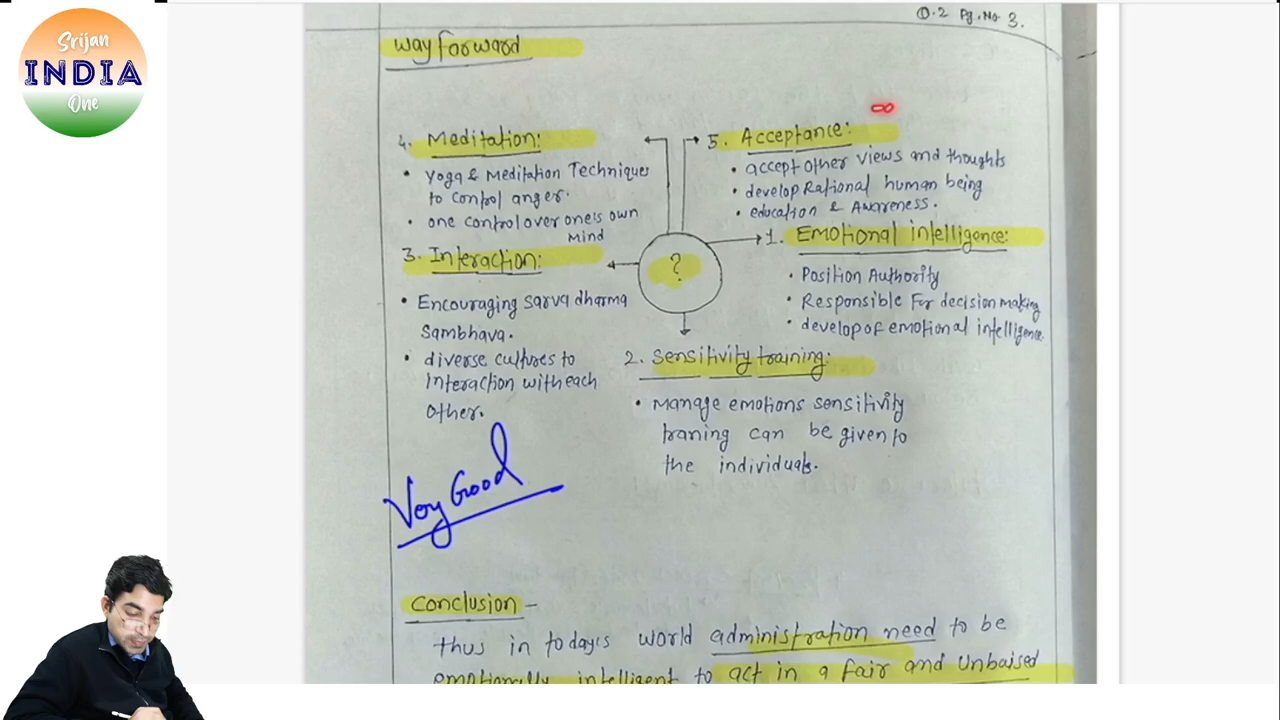 Srijan
INDIA
One
Q.2 Pg.No 3.
way forward
4. Meditation:
• Yoga & Meditation Techniques
to control anger.
• one control over one's own
Mind
3. Interaction:
• Encouraging sarva dharma
Sambhava.
• diverse cultures to
interaction with each
Other.
5. Acceptance:
• accept other views and thoughts
• develop Rational human being
• education & Awareness.
?
1. Emotional intelligence:
• Position Authority
• Responsible For decision making
• develop of emotional intelligence.
2. Sensitivity training:
• Manage emotions sensitivity
traning can be given to
the individuals.
Very Good
Conclusion -
thus in today's world administration need to be
emotionally intelligent to act in a fair and unbaised